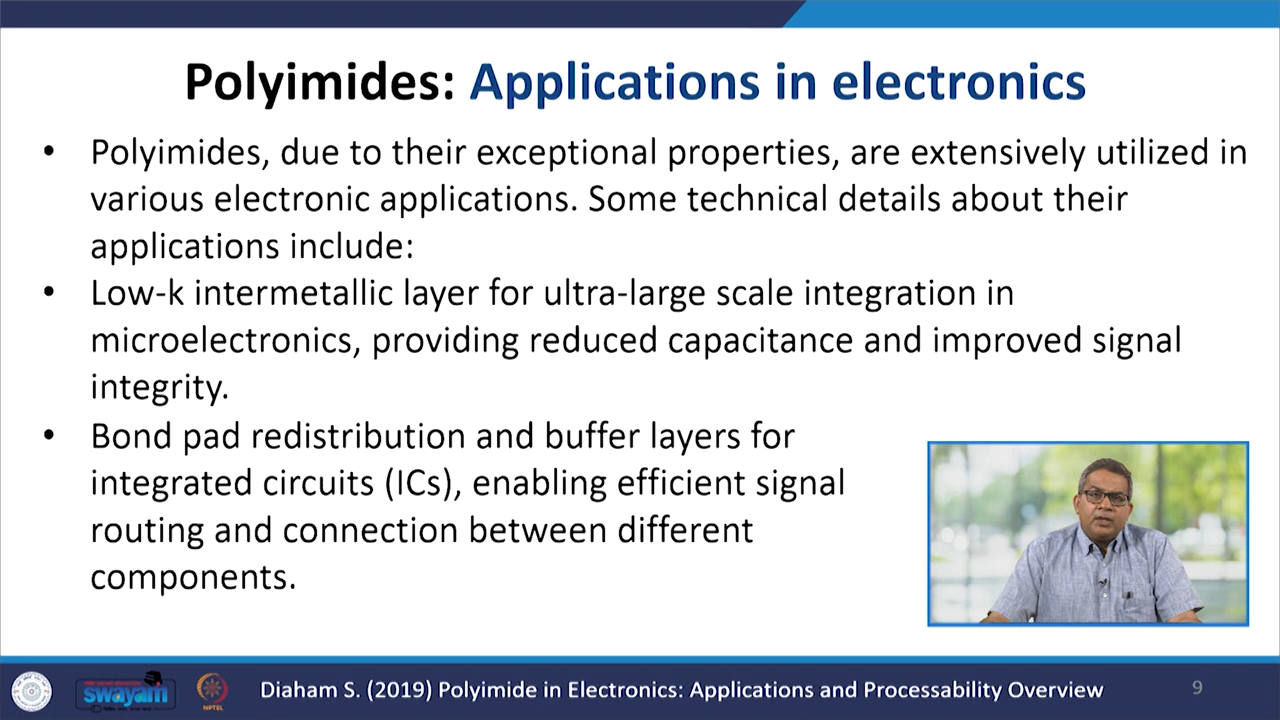 Polyimides: Applications in electronics
• Polyimides, due to their exceptional properties, are extensively utilized in
various electronic applications. Some technical details about their
applications include:
• Low-k intermetallic layer for ultra-large scale integration in
microelectronics, providing reduced capacitance and improved signal
integrity.
• Bond pad redistribution and buffer layers for
integrated circuits (ICs), enabling efficient signal
routing and connection between different
components.
swayam
NPTEL
Diaham S. (2019) Polyimide in Electronics: Applications and Processability Overview
9